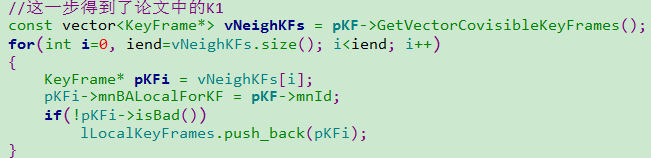 //这一步得到了论文中的K1
const vector<KeyFrame*> vNeighKFs = pKF->GetVectorCovisibleKeyFrames();
for(int i=0, iend=vNeighKFs.size(); i<iend; i++)
{
    KeyFrame* pKFi = vNeighKFs[i];
    pKFi->mnBALocalForKF = pKF->mnId;
    if(!pKFi->isBad())
        lLocalKeyFrames.push_back(pKFi);
}